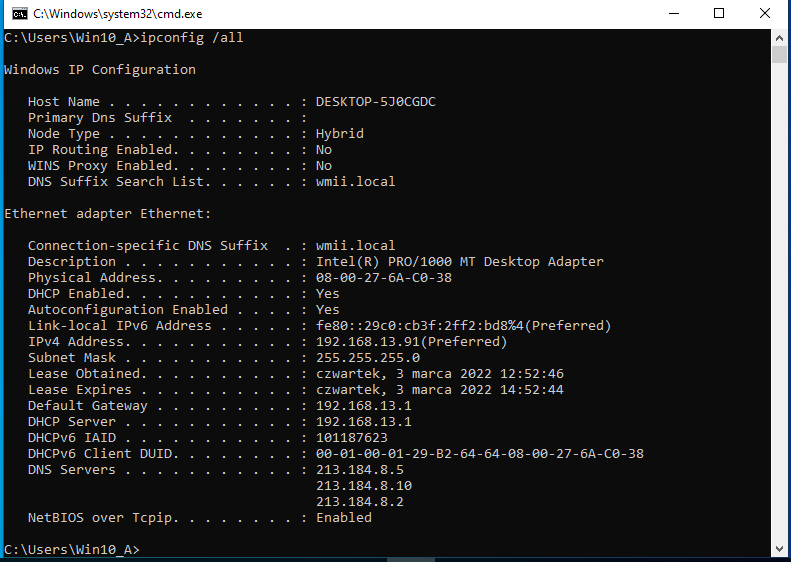 C:\Windows\system32\cmd.exe
C:\Users\Win10_A>ipconfig /all
Windows IP Configuration
Host Name . . . . . . . . . . . . : DESKTOP-5J0CGDC
Primary Dns Suffix  . . . . . . . :
Node Type . . . . . . . . . . . . : Hybrid
IP Routing Enabled. . . . . . . . : No
WINS Proxy Enabled. . . . . . . . : No
DNS Suffix Search List. . . . . . : wmii.local
Ethernet adapter Ethernet:
Connection-specific DNS Suffix  . : wmii.local
Description . . . . . . . . . . . : Intel(R) PRO/1000 MT Desktop Adapter
Physical Address. . . . . . . . . : 08-00-27-6A-C0-38
DHCP Enabled. . . . . . . . . . . : Yes
Autoconfiguration Enabled . . . . : Yes
Link-local IPv6 Address . . . . . : fe80::29c0:cb3f:2ff2:bd8%4(Preferred)
IPv4 Address. . . . . . . . . . . : 192.168.13.91(Preferred)
Subnet Mask . . . . . . . . . . . : 255.255.255.0
Lease Obtained. . . . . . . . . . : czwartek, 3 marca 2022 12:52:46
Lease Expires . . . . . . . . . . : czwartek, 3 marca 2022 14:52:44
Default Gateway . . . . . . . . . : 192.168.13.1
DHCP Server . . . . . . . . . . . : 192.168.13.1
DHCPv6 IAID . . . . . . . . . . . : 101187623
DHCPv6 Client DUID. . . . . . . . : 00-01-00-01-29-B2-64-64-08-00-27-6A-C0-38
DNS Servers . . . . . . . . . . . : 213.184.8.5
213.184.8.10
213.184.8.2
NetBIOS over Tcpip. . . . . . . . : Enabled
C:\Users\Win10_A>